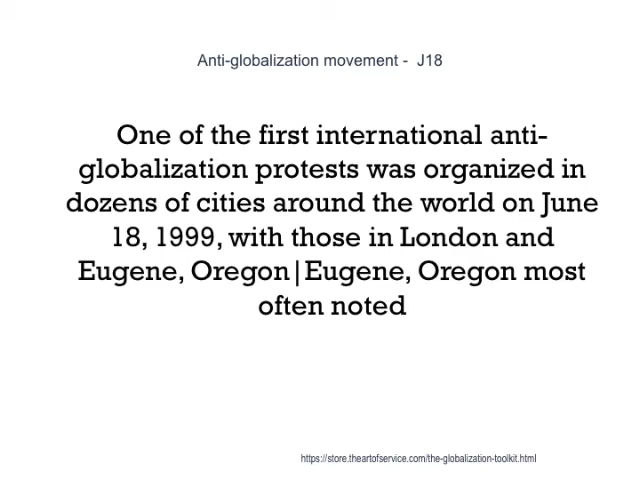 Anti-globalization movement -  J18
One of the first international anti-
globalization protests was organized in
dozens of cities around the world on June
18, 1999, with those in London and
Eugene, Oregon|Eugene, Oregon most
often noted
https://store.theartofservice.com/the-globalization-toolkit.html